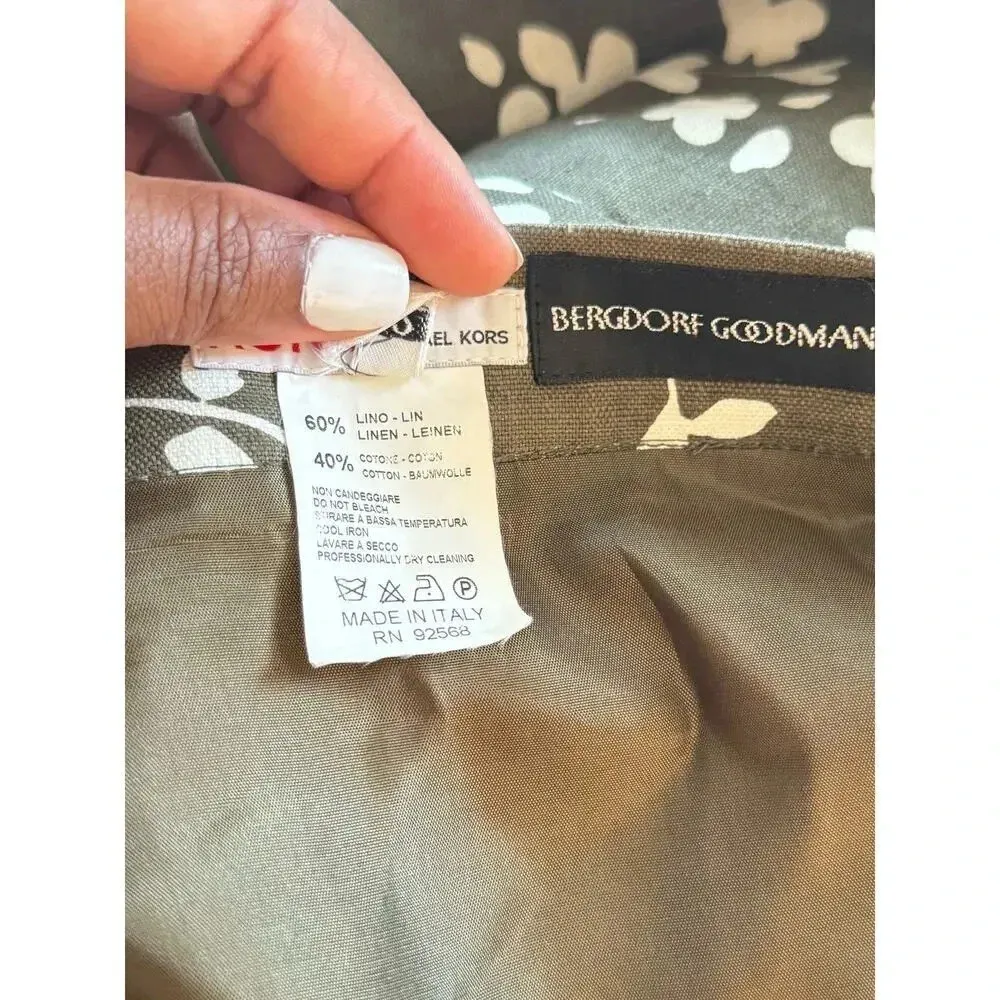 AEL KORS
BERGDORF GOODMAN
60% LINO - LIN
LINEN - LEINEN
40% COTONE - COTON
COTTON - BAUMWOLLE
NON CANDEGGIARE
DO NOT BLEACH
STIRARE A BASSA TEMPERATURA
COOL IRON
LAVARE A SECCO
PROFESSIONALLY DRY CLEANING
P
MADE IN ITALY
RN 92568